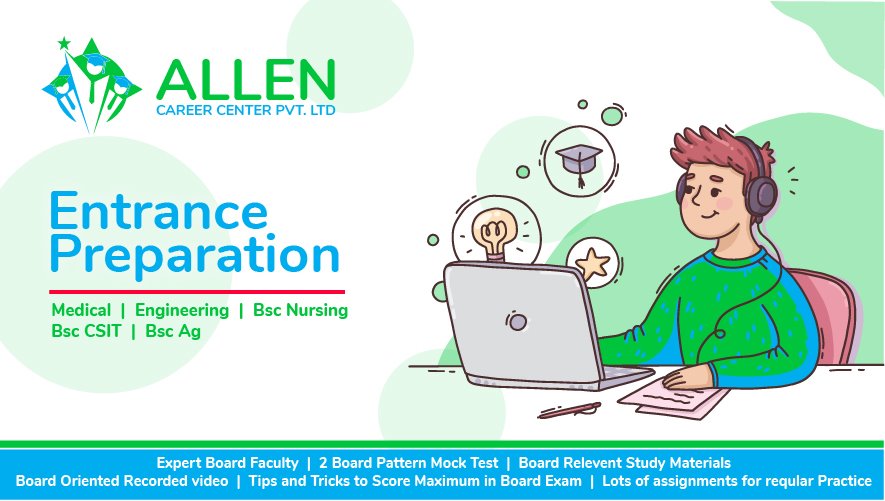 ALLEN
CAREER CENTER PVT. LTD
Entrance
Preparation
Medical | Engineering | Bsc Nursing
Bsc CSIT | Bsc Ag
Expert Board Faculty | 2 Board Pattern Mock Test | Board Relevent Study Materials
Board Oriented Recorded video | Tips and Tricks to Score Maximum in Board Exam | Lots of assignments for reqular Practice